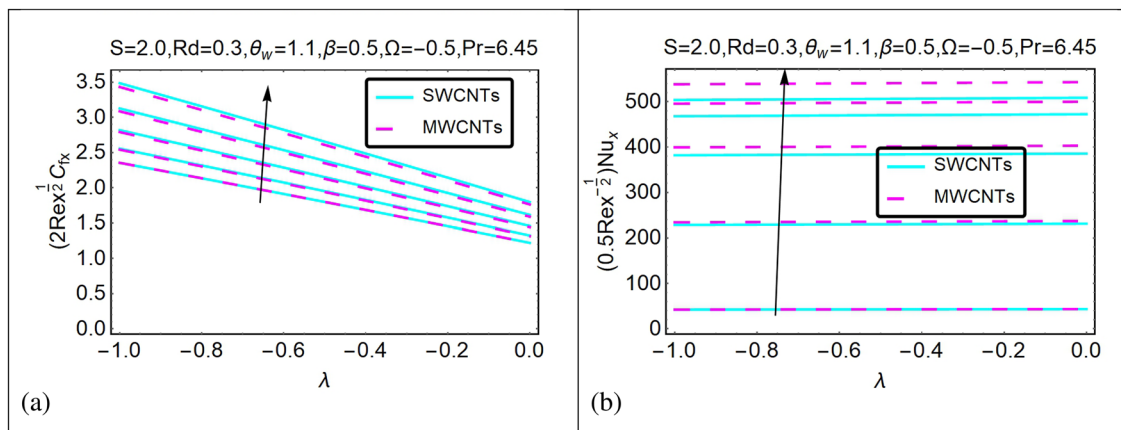 S=2.0,Rd=0.3,θw=1.1,β=0.5,Ω=−0.5,Pr=6.45
3.5
3.0
2.5
2.0
1.5
1.0
0.5
0.0
(2Rex^{1/2}C_{fx}
SWCNTs
MWCNTs
−1.0 −0.8 −0.6 −0.4 −0.2 0.0
λ
(a)
S=2.0,Rd=0.3,θw=1.1,β=0.5,Ω=−0.5,Pr=6.45
500
400
300
200
100
0
(0.5Rex^{−1/2})Nu_x
SWCNTs
MWCNTs
−1.0 −0.8 −0.6 −0.4 −0.2 0.0
λ
(b)